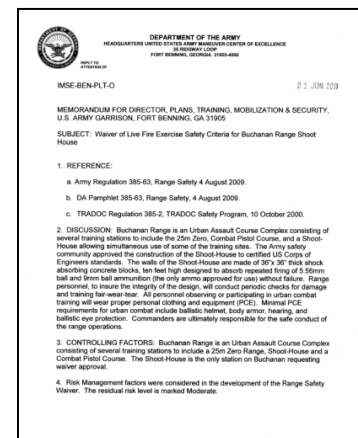 DEPARTMENT OF THE ARMY
HEADQUARTERS UNITED STATES ARMY MANEUVER CENTER OF EXCELLENCE
35 RIDGWAY LOOP
FORT BENNING, GEORGIA
REPLY TO
ATTENTION OF
IMSE-BEN-PLT-O
21 JUN
MEMORANDUM FOR DIRECTOR, PLANS, TRAINING, MOBILIZATION & SECURITY,
U.S. ARMY GARRISON, FORT BENNING, GA 31905
SUBJECT: Waiver of Live Fire Exercise Safety Criteria for Buchanan Range Shoot
House
1. REFERENCE:
a. Army Regulation 385-63, Range Safety 4 August 2009.
b. DA Pamphlet 385-63, Range Safety, 4 August 2009.
c. TRADOC Regulation 385-2, TRADOC Safety Program, 10 October 2000.
2. DISCUSSION: Buchanan Range is an Urban Assault Course Complex consisting of
several training stations to include the 25m Zero, Combat Pistol Course, and a Shoot-
House allowing simultaneous use of some of the training sites. The Army safety
community approved the construction of the Shoot-House to certified US Corps of
Engineers standards. The walls of the Shoot-House are made of 36"x 36" thick shock
absorbing concrete blocks, ten feet high designed to absorb repeated firing of 5.56mm
ball and 9mm ball ammunition (the only ammo approved for use) without failure. Range
personnel, to insure the integrity of the design, will conduct periodic checks for damage
and training fair-wear-tear. All personnel observing or participating in urban combat
training will wear proper personal clothing and equipment (PCE). Minimal PCE
requirements for urban combat include ballistic helmet, body armor, hearing, and
ballistic eye protection. Commanders are ultimately responsible for the safe conduct of
the range operations.
3. CONTROLLING FACTORS: Buchanan Range is an Urban Assault Course Complex
consisting of several training stations to include a 25m Zero Range, Shoot-House and a
Combat Pistol Course. The Shoot-House is the only station on Buchanan requesting
waiver approval.
4. Risk Management factors were considered in the development of the Range Safety
Waiver. The residual risk level is marked Moderate.